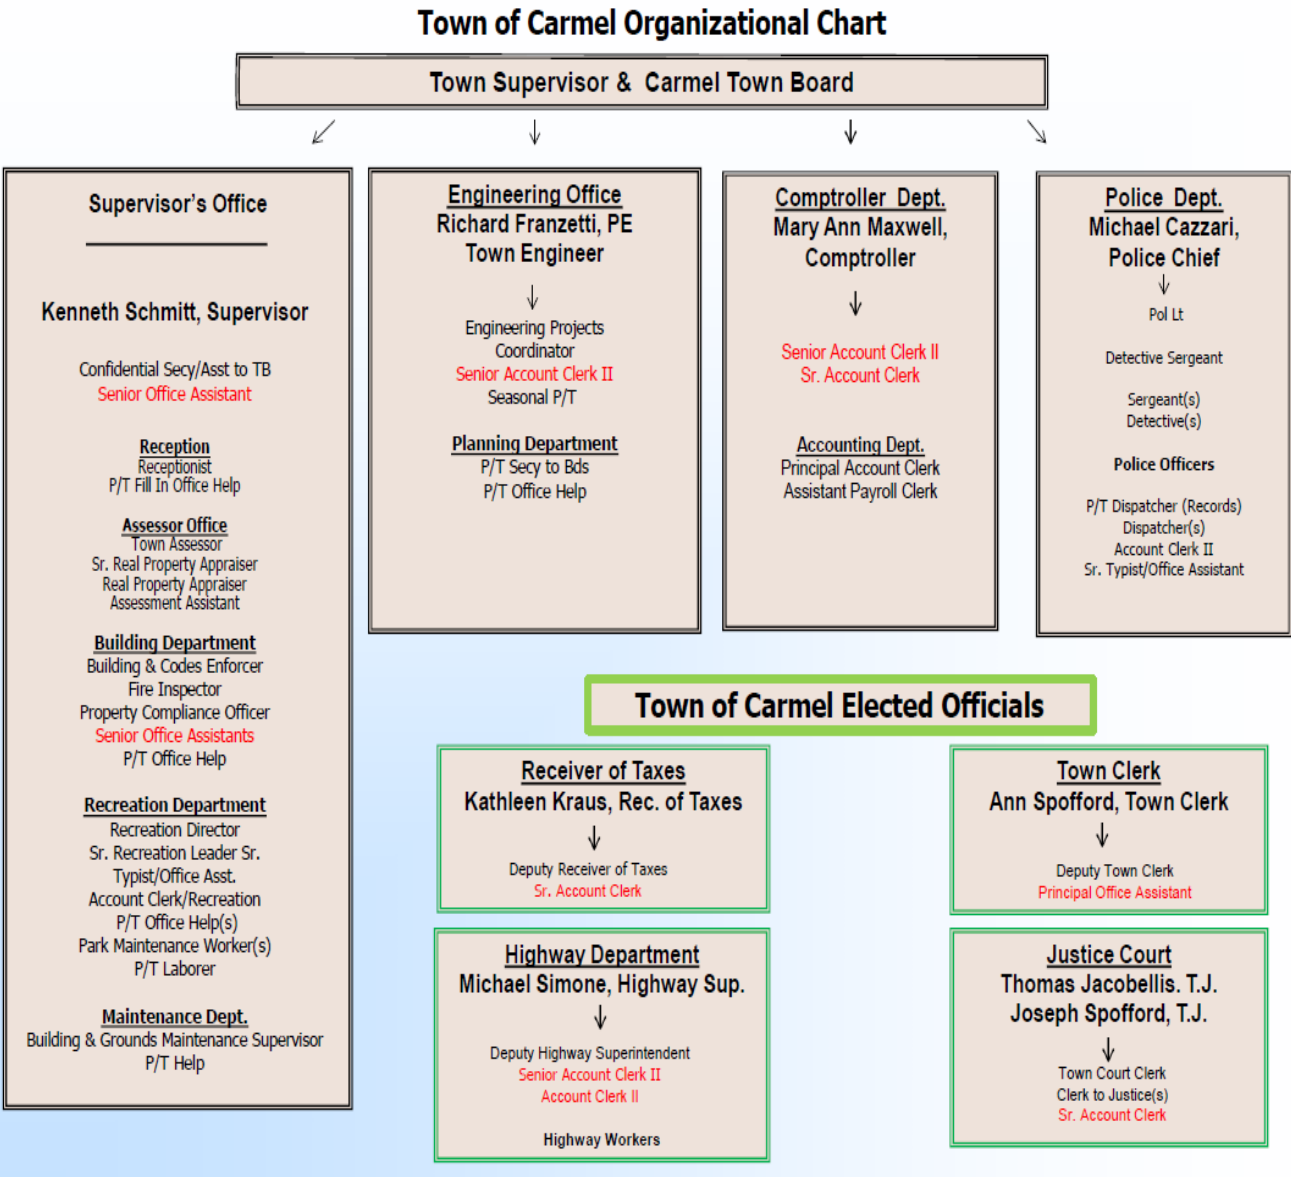 Town of Carmel Organizational Chart
Town Supervisor & Carmel Town Board
Supervisor's Office
Kenneth Schmitt, Supervisor
Confidential Secy/Asst to TB
Senior Office Assistant
Reception
Receptionist
P/T Fill In Office Help
Assessor Office
Town Assessor
Sr. Real Property Appraiser
Real Property Appraiser
Assessment Assistant
Building Department
Building & Codes Enforcer
Fire Inspector
Property Compliance Officer
Senior Office Assistants
P/T Office Help
Recreation Department
Recreation Director
Sr. Recreation Leader Sr.
Typist/Office Asst.
Account Clerk/Recreation
P/T Office Help(s)
Park Maintenance Worker(s)
P/T Laborer
Maintenance Dept.
Building & Grounds Maintenance Supervisor
P/T Help
Engineering Office
Richard Franzetti, PE
Town Engineer
Engineering Projects
Coordinator
Senior Account Clerk II
Seasonal P/T
Planning Department
P/T Secy to Bds
P/T Office Help
Comptroller Dept.
Mary Ann Maxwell,
Comptroller
Senior Account Clerk II
Sr. Account Clerk
Accounting Dept.
Principal Account Clerk
Assistant Payroll Clerk
Police Dept.
Michael Cazzari,
Police Chief
Pol Lt
Detective Sergeant
Sergeant(s)
Detective(s)
Police Officers
P/T Dispatcher (Records)
Dispatcher(s)
Account Clerk II
Sr. Typist/Office Assistant
Town of Carmel Elected Officials
Receiver of Taxes
Kathleen Kraus, Rec. of Taxes
Deputy Receiver of Taxes
Sr. Account Clerk
Town Clerk
Ann Spofford, Town Clerk
Deputy Town Clerk
Principal Office Assistant
Highway Department
Michael Simone, Highway Sup.
Deputy Highway Superintendent
Senior Account Clerk II
Account Clerk II
Highway Workers
Justice Court
Thomas Jacobellis. T.J.
Joseph Spofford, T.J.
Town Court Clerk
Clerk to Justice(s)
Sr. Account Clerk